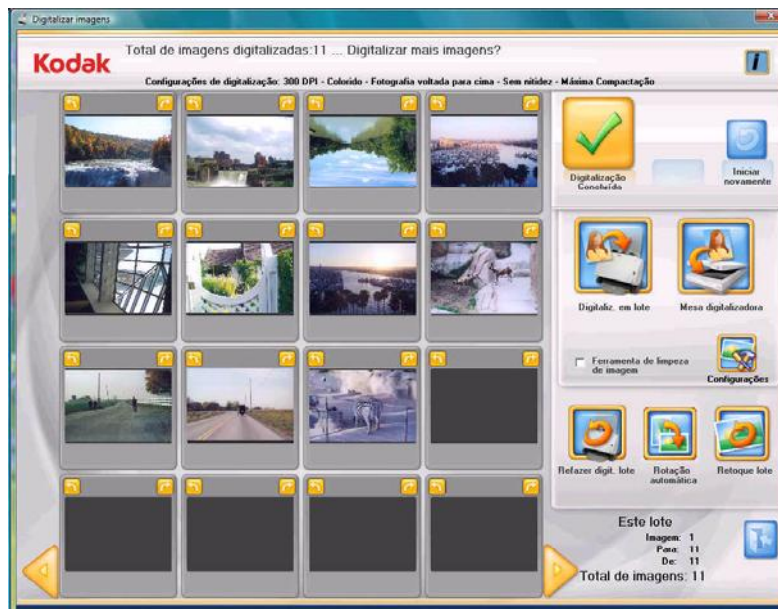 Digitalizar imagens
Kodak
Total de imagens digitalizadas:11 ... Digitalizar mais imagens?
Configurações de digitalização: 300 DPI - Colorido - Fotografia voltada para cima - Sem nitidez - Máxima Compactação
i
Digitalização
Concluída
Iniciar
novamente
Digitaliz. em lote
Mesa digitalizadora
Ferramenta de limpeza
de imagem
Configurações
Refazer digit. lote
Rotação
automática
Retoque lote
Este lote
Imagem: 1
Para: 11
De: 11
Total de imagens: 11